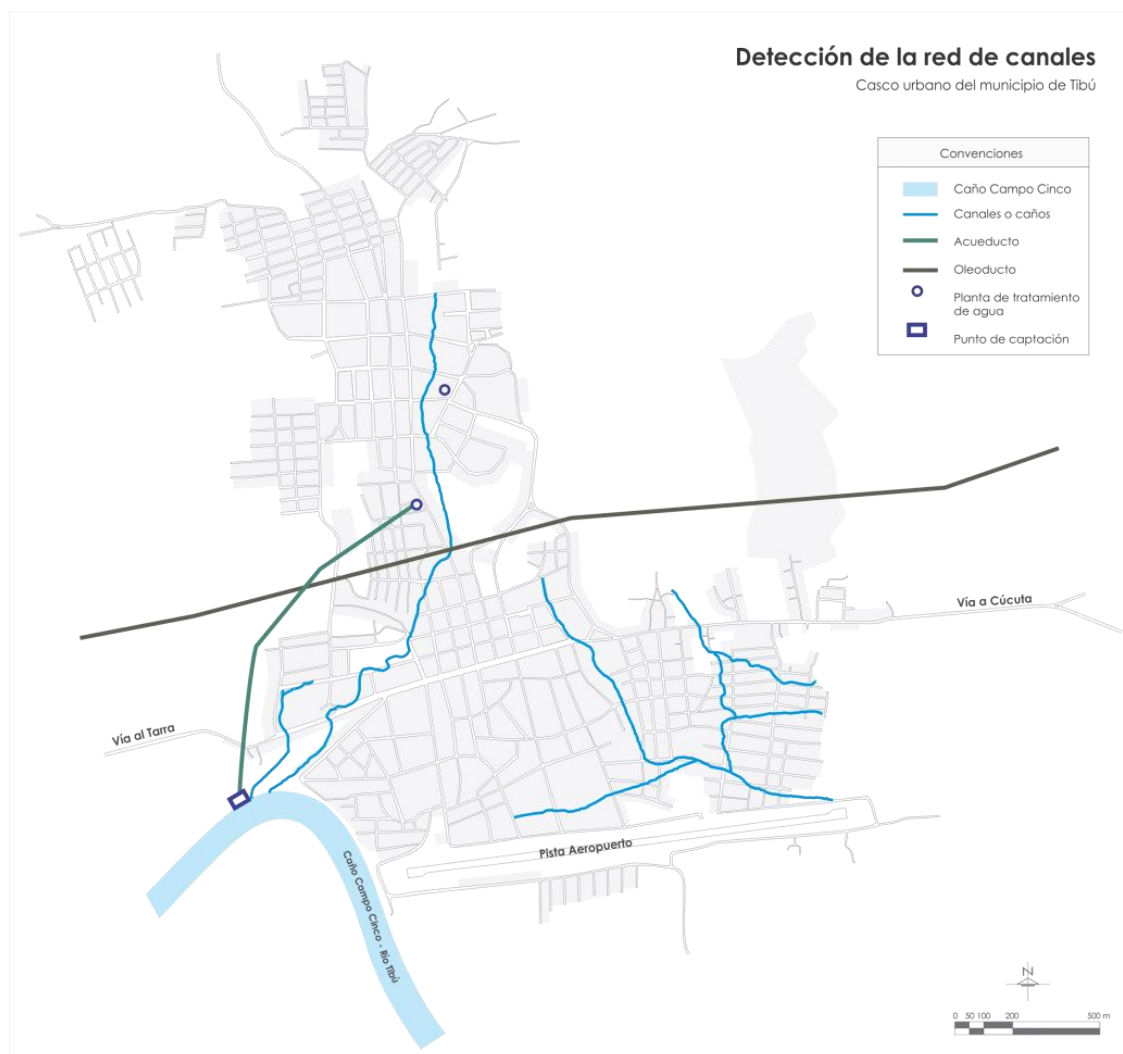 Detección de la red de canales
Casco urbano del municipio de Tibú
Convenciones
Caño Campo Cinco
Canales o caños
Acueducto
Oleoducto
Planta de tratamiento
de agua
Punto de captación
Vía a Cúcuta
Vía al Tarra
Pista Aeropuerto
Caño Campo Cinco - Río Tibú
N
0 50 100 200 500 m